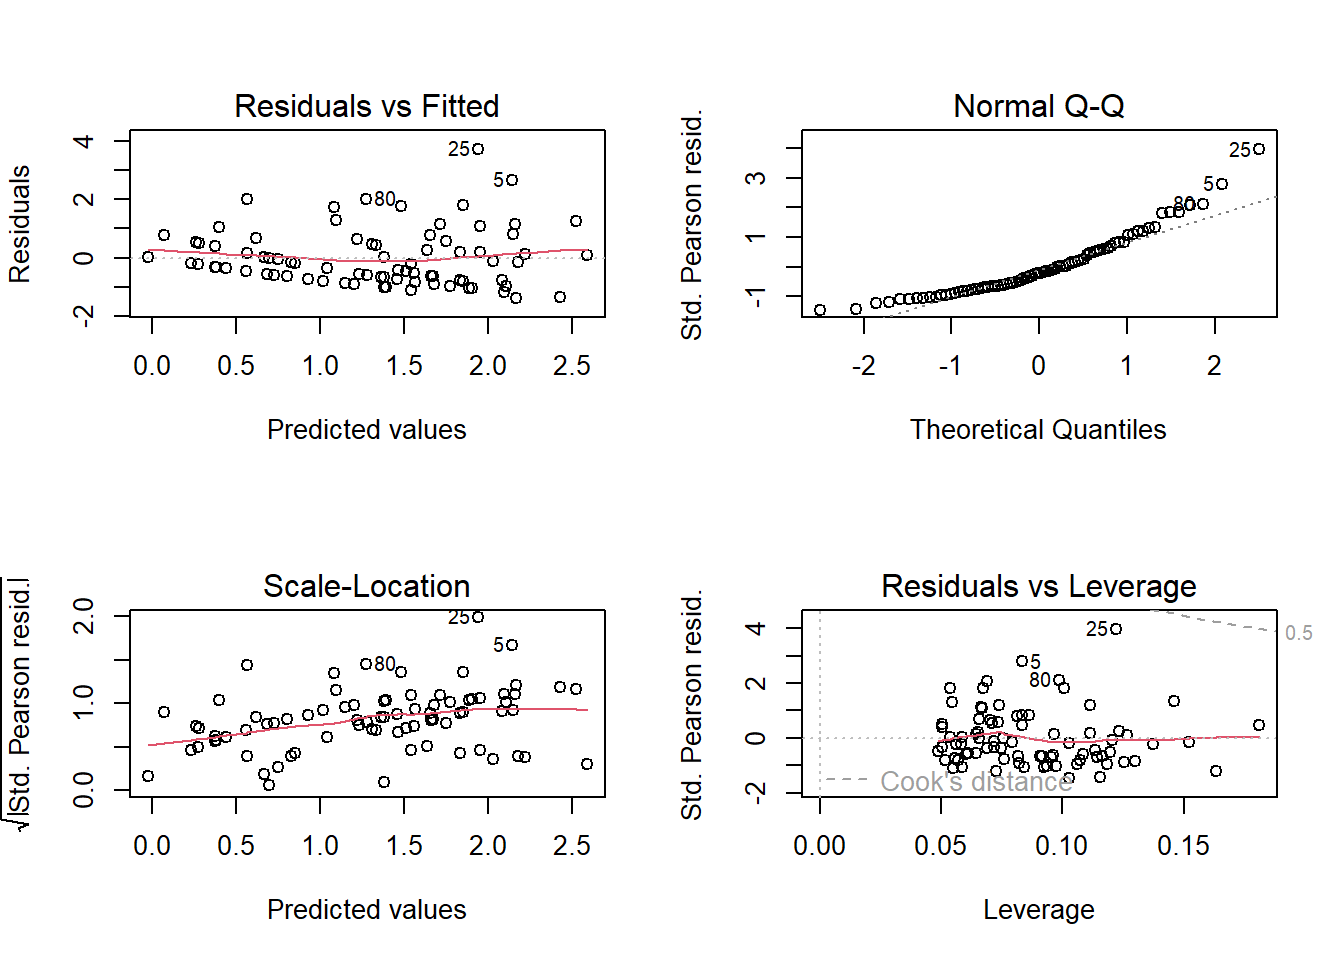 Residuals vs Fitted
Residuals
4
2
0
-2
25
5
80
0.0 0.5 1.0 1.5 2.0 2.5
Predicted values
Normal Q-Q
Std. Pearson resid.
3
1
-1
25
5
80
-2 -1 0 1 2
Theoretical Quantiles
Scale-Location
√|Std. Pearson resid.|
2.0
1.0
0.0
25
5
80
0.0 0.5 1.0 1.5 2.0 2.5
Predicted values
Residuals vs Leverage
Std. Pearson resid.
4
2
0
-2
25
5
80
0.5
Cook's distance
0.00 0.05 0.10 0.15
Leverage